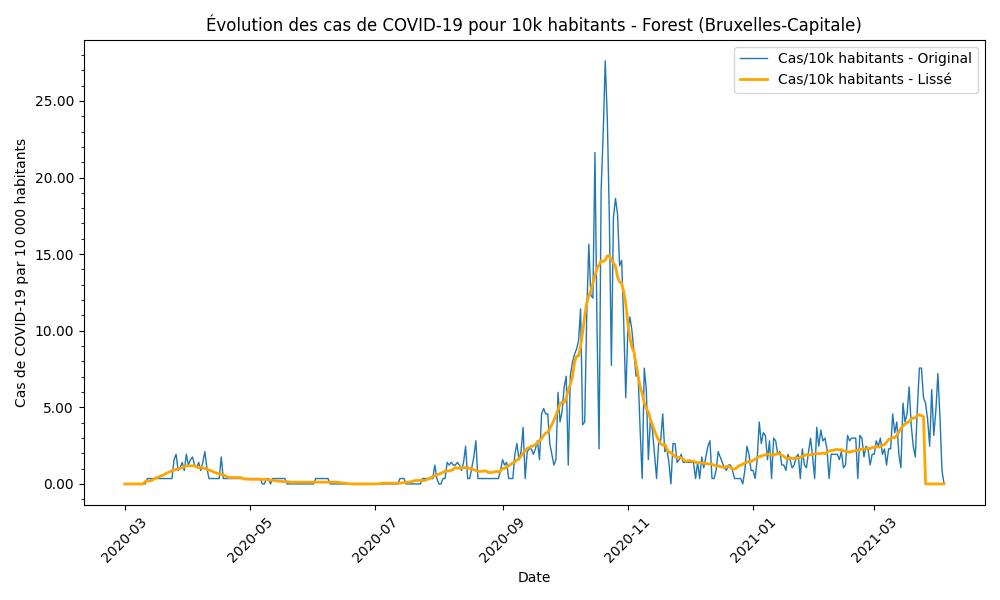 Évolution des cas de COVID-19 pour 10k habitants - Forest (Bruxelles-Capitale)
Cas/10k habitants - Original
Cas/10k habitants - Lissé
Cas de COVID-19 par 10 000 habitants
25.00
20.00
15.00
10.00
5.00
0.00
2020-03
2020-05
2020-07
2020-09
2020-11
2021-01
2021-03
Date